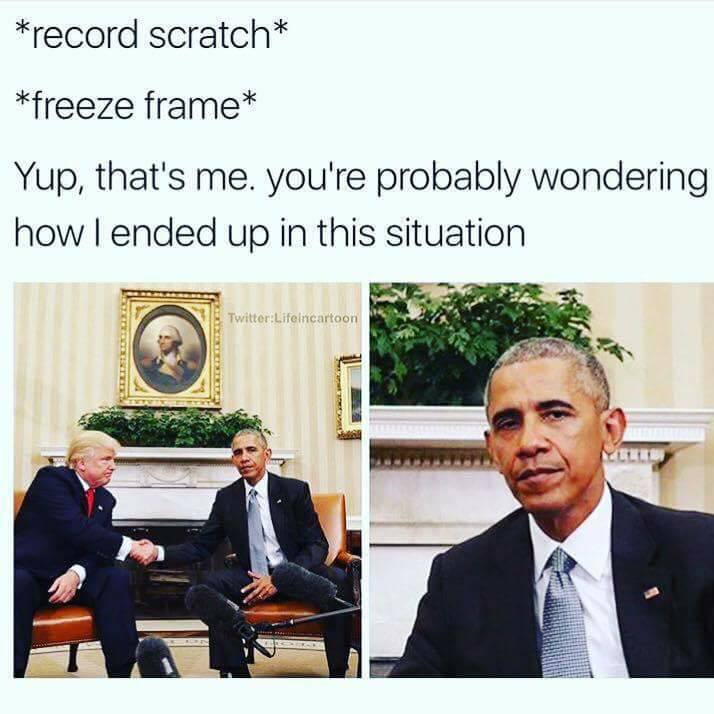 *record scratch*
*freeze frame*
Yup, that's me. you're probably wondering
how I ended up in this situation
Twitter:Lifeincartoon